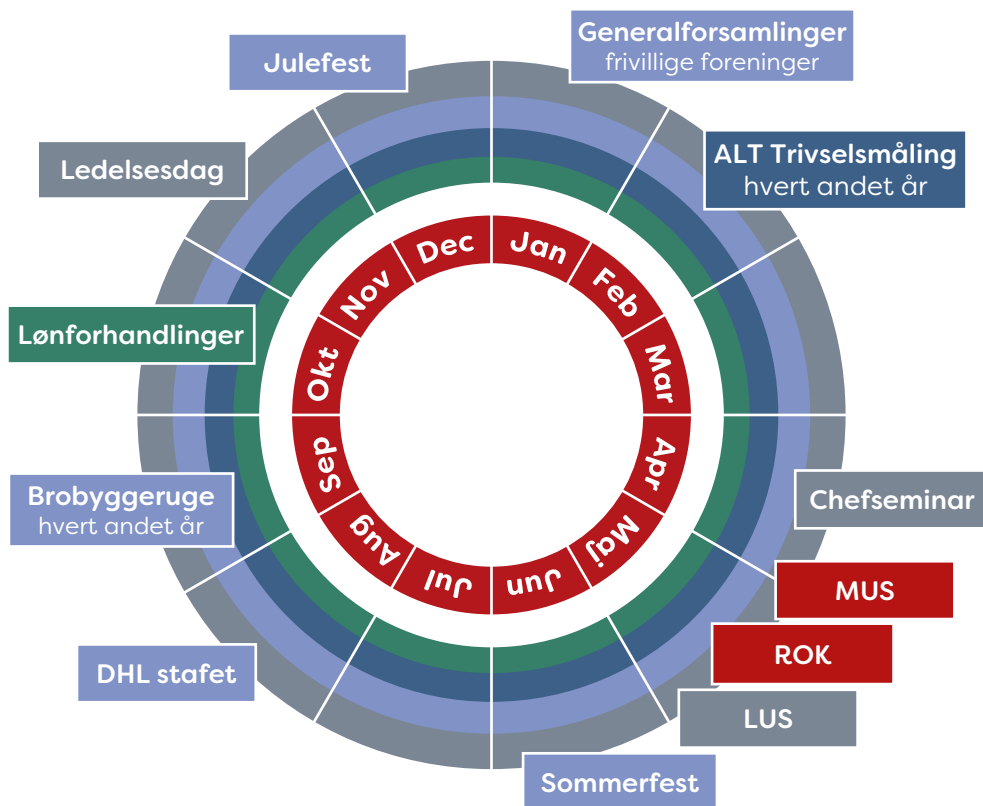 Generalforsamlinger
frivillige foreninger
Julefest
ALT Trivselsmåling
hvert andet år
Ledelsesdag
Lønforhandlinger
Brobyggeruge
hvert andet år
Chefseminar
MUS
ROK
DHL stafet
LUS
Sommerfest
Jan
Feb
Mar
Apr
Maj
Jun
Jul
Aug
Sep
Okt
Nov
Dec